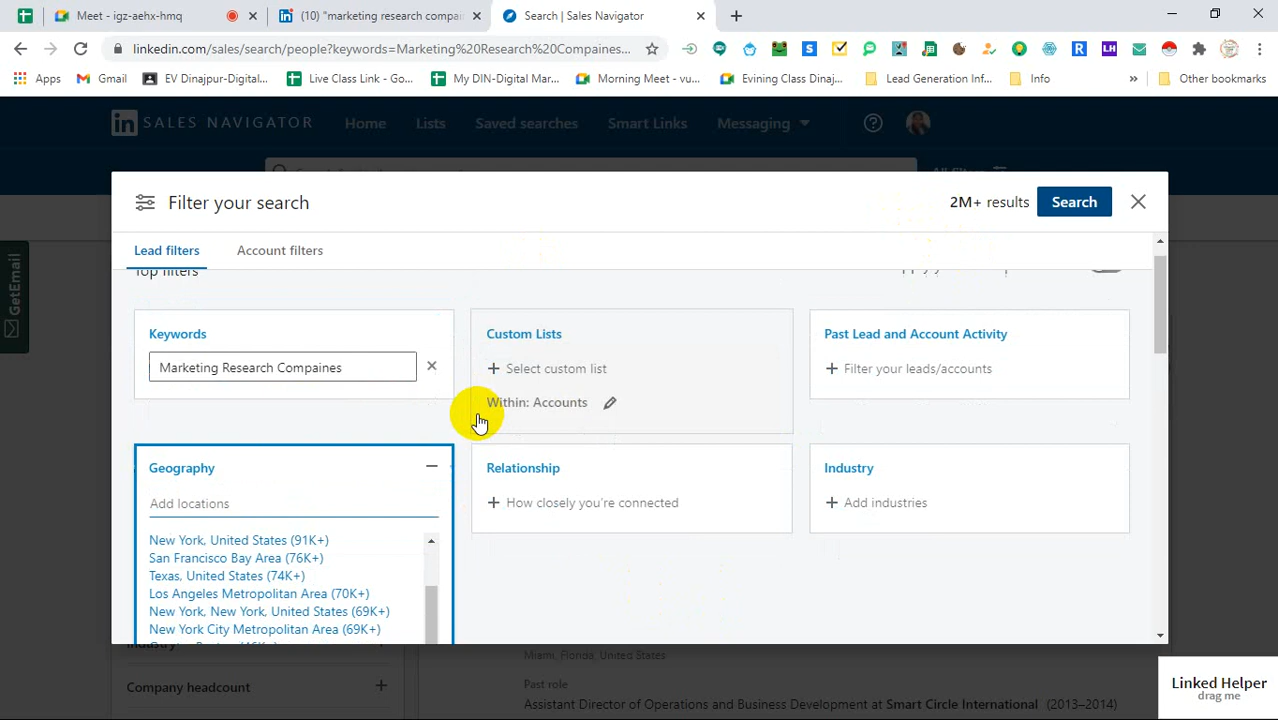 Meet - igz-aehx-hmq
(10) "marketing research compa
Search | Sales Navigator
linkedin.com/sales/search/people?keywords=Marketing%20Research%20Compaines...
Apps
Gmail
EV Dinajpur-Digital...
Live Class Link - Go...
My DIN-Digital Mar...
Morning Meet - vu...
Evining Class Dinaj...
Lead Generation Inf...
Info
Other bookmarks
in SALES NAVIGATOR
Home
Lists
Saved searches
Smart Links
Messaging
Filter your search
2M+ results
Search
Lead filters
Account filters
Top filters
Keywords
Marketing Research Compaines
Custom Lists
Select custom list
Within: Accounts
Past Lead and Account Activity
Filter your leads/accounts
Geography
Add locations
New York, United States (91K+)
San Francisco Bay Area (76K+)
Texas, United States (74K+)
Los Angeles Metropolitan Area (70K+)
New York, New York, United States (69K+)
New York City Metropolitan Area (69K+)
Relationship
How closely you're connected
Industry
Add industries
GetEmail
Industry
Company headcount
Miami, Florida, United States
Past role
Assistant Director of Operations and Business Development at Smart Circle International (2013–2014)
Linked Helper
drag me